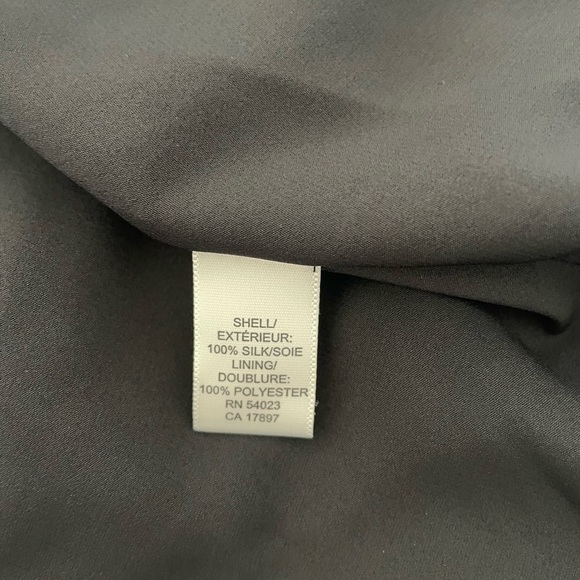 SHELL/
EXTÉRIEUR:
100% SILK/SOIE
LINING/
DOUBLURE:
100% POLYESTER
RN 54023
CA 17897